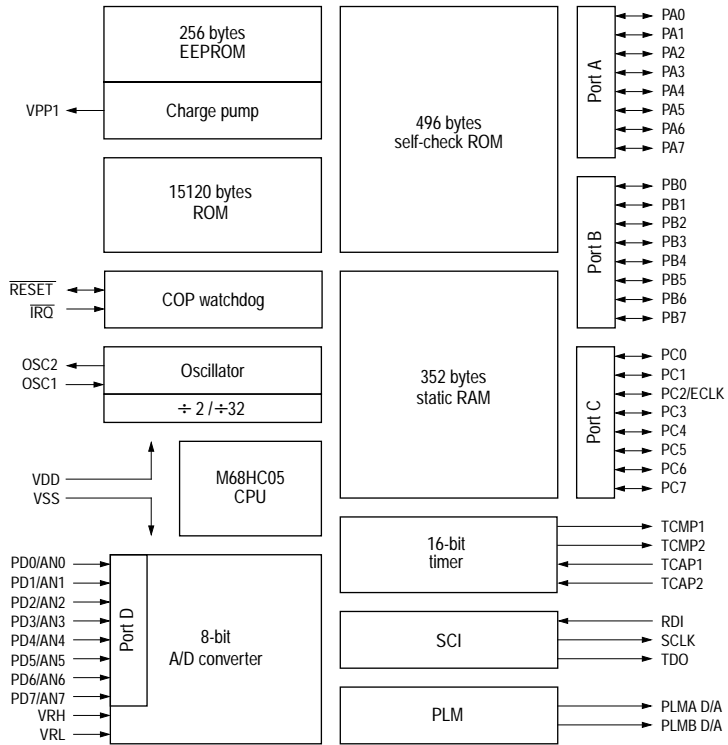 256 bytes
EEPROM
Charge pump
VPP1
15120 bytes
ROM
RESET
IRQ
COP watchdog
OSC2
OSC1
Oscillator
÷ 2 /÷32
VDD
VSS
M68HC05
CPU
PD0/AN0
PD1/AN1
PD2/AN2
PD3/AN3
PD4/AN4
PD5/AN5
PD6/AN6
PD7/AN7
VRH
VRL
Port D
8-bit
A/D converter
496 bytes
self-check ROM
352 bytes
static RAM
16-bit
timer
SCI
PLM
Port A
PA0
PA1
PA2
PA3
PA4
PA5
PA6
PA7
Port B
PB0
PB1
PB2
PB3
PB4
PB5
PB6
PB7
Port C
PC0
PC1
PC2/ECLK
PC3
PC4
PC5
PC6
PC7
TCMP1
TCMP2
TCAP1
TCAP2
RDI
SCLK
TDO
PLMA D/A
PLMB D/A